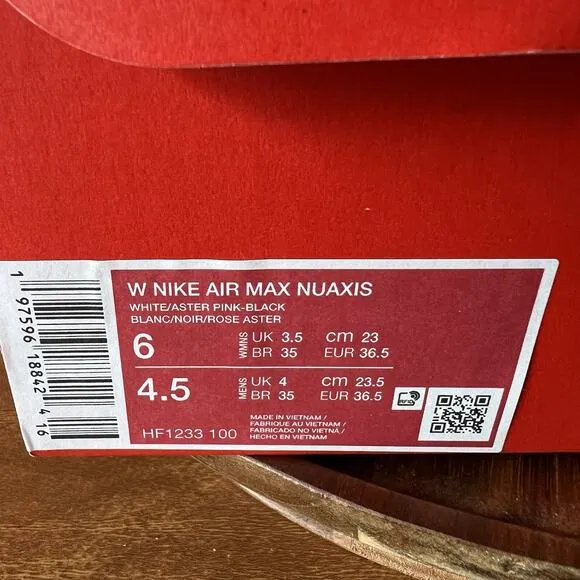 W NIKE AIR MAX NUAXIS
WHITE/ASTER PINK-BLACK
BLANC/NOIR/ROSE ASTER
6 WMNS UK 3.5 cm 23
BR 35 EUR 36.5
4.5 MENS UK 4 cm 23.5
BR 35 EUR 36.5
HF1233 100
MADE IN VIETNAM /
FABRIQUE AU VIETNAM /
FABRICADO NO VIETNÃ /
HECHO EN VIETNAM
1 97596 18842 4 16